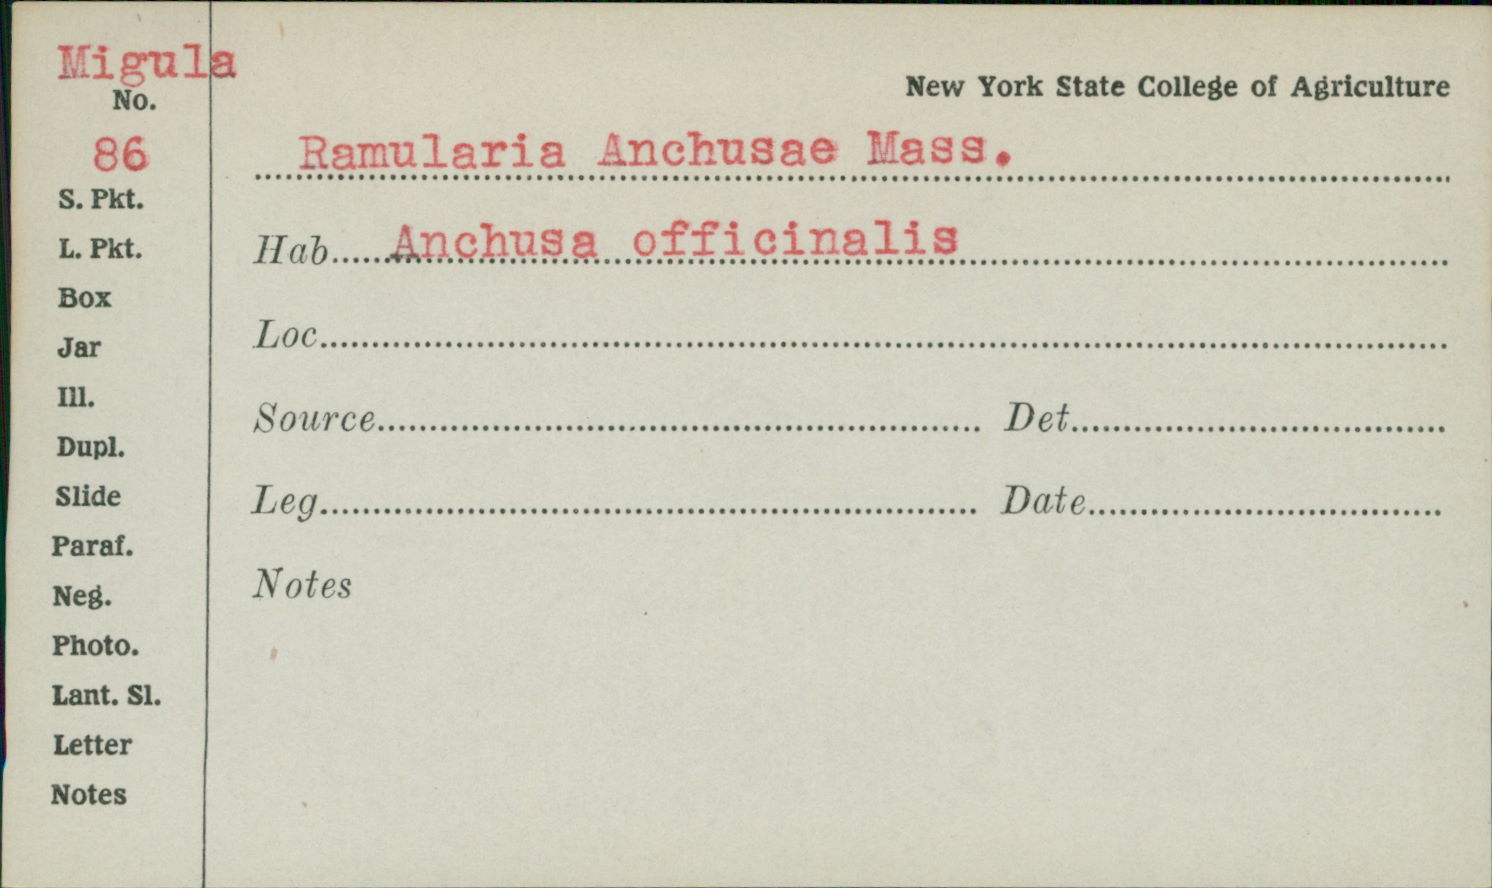 Migula
No.
New York State College of Agriculture
86
Ramularia Anchusae Mass.
S. Pkt.
L. Pkt.
Hab. Anchusa officinalis
Box
Jar
Loc.
Ill.
Source Det.
Dupl.
Slide
Leg. Date
Paraf.
Neg.
Notes
Photo.
Lant. Sl.
Letter
Notes